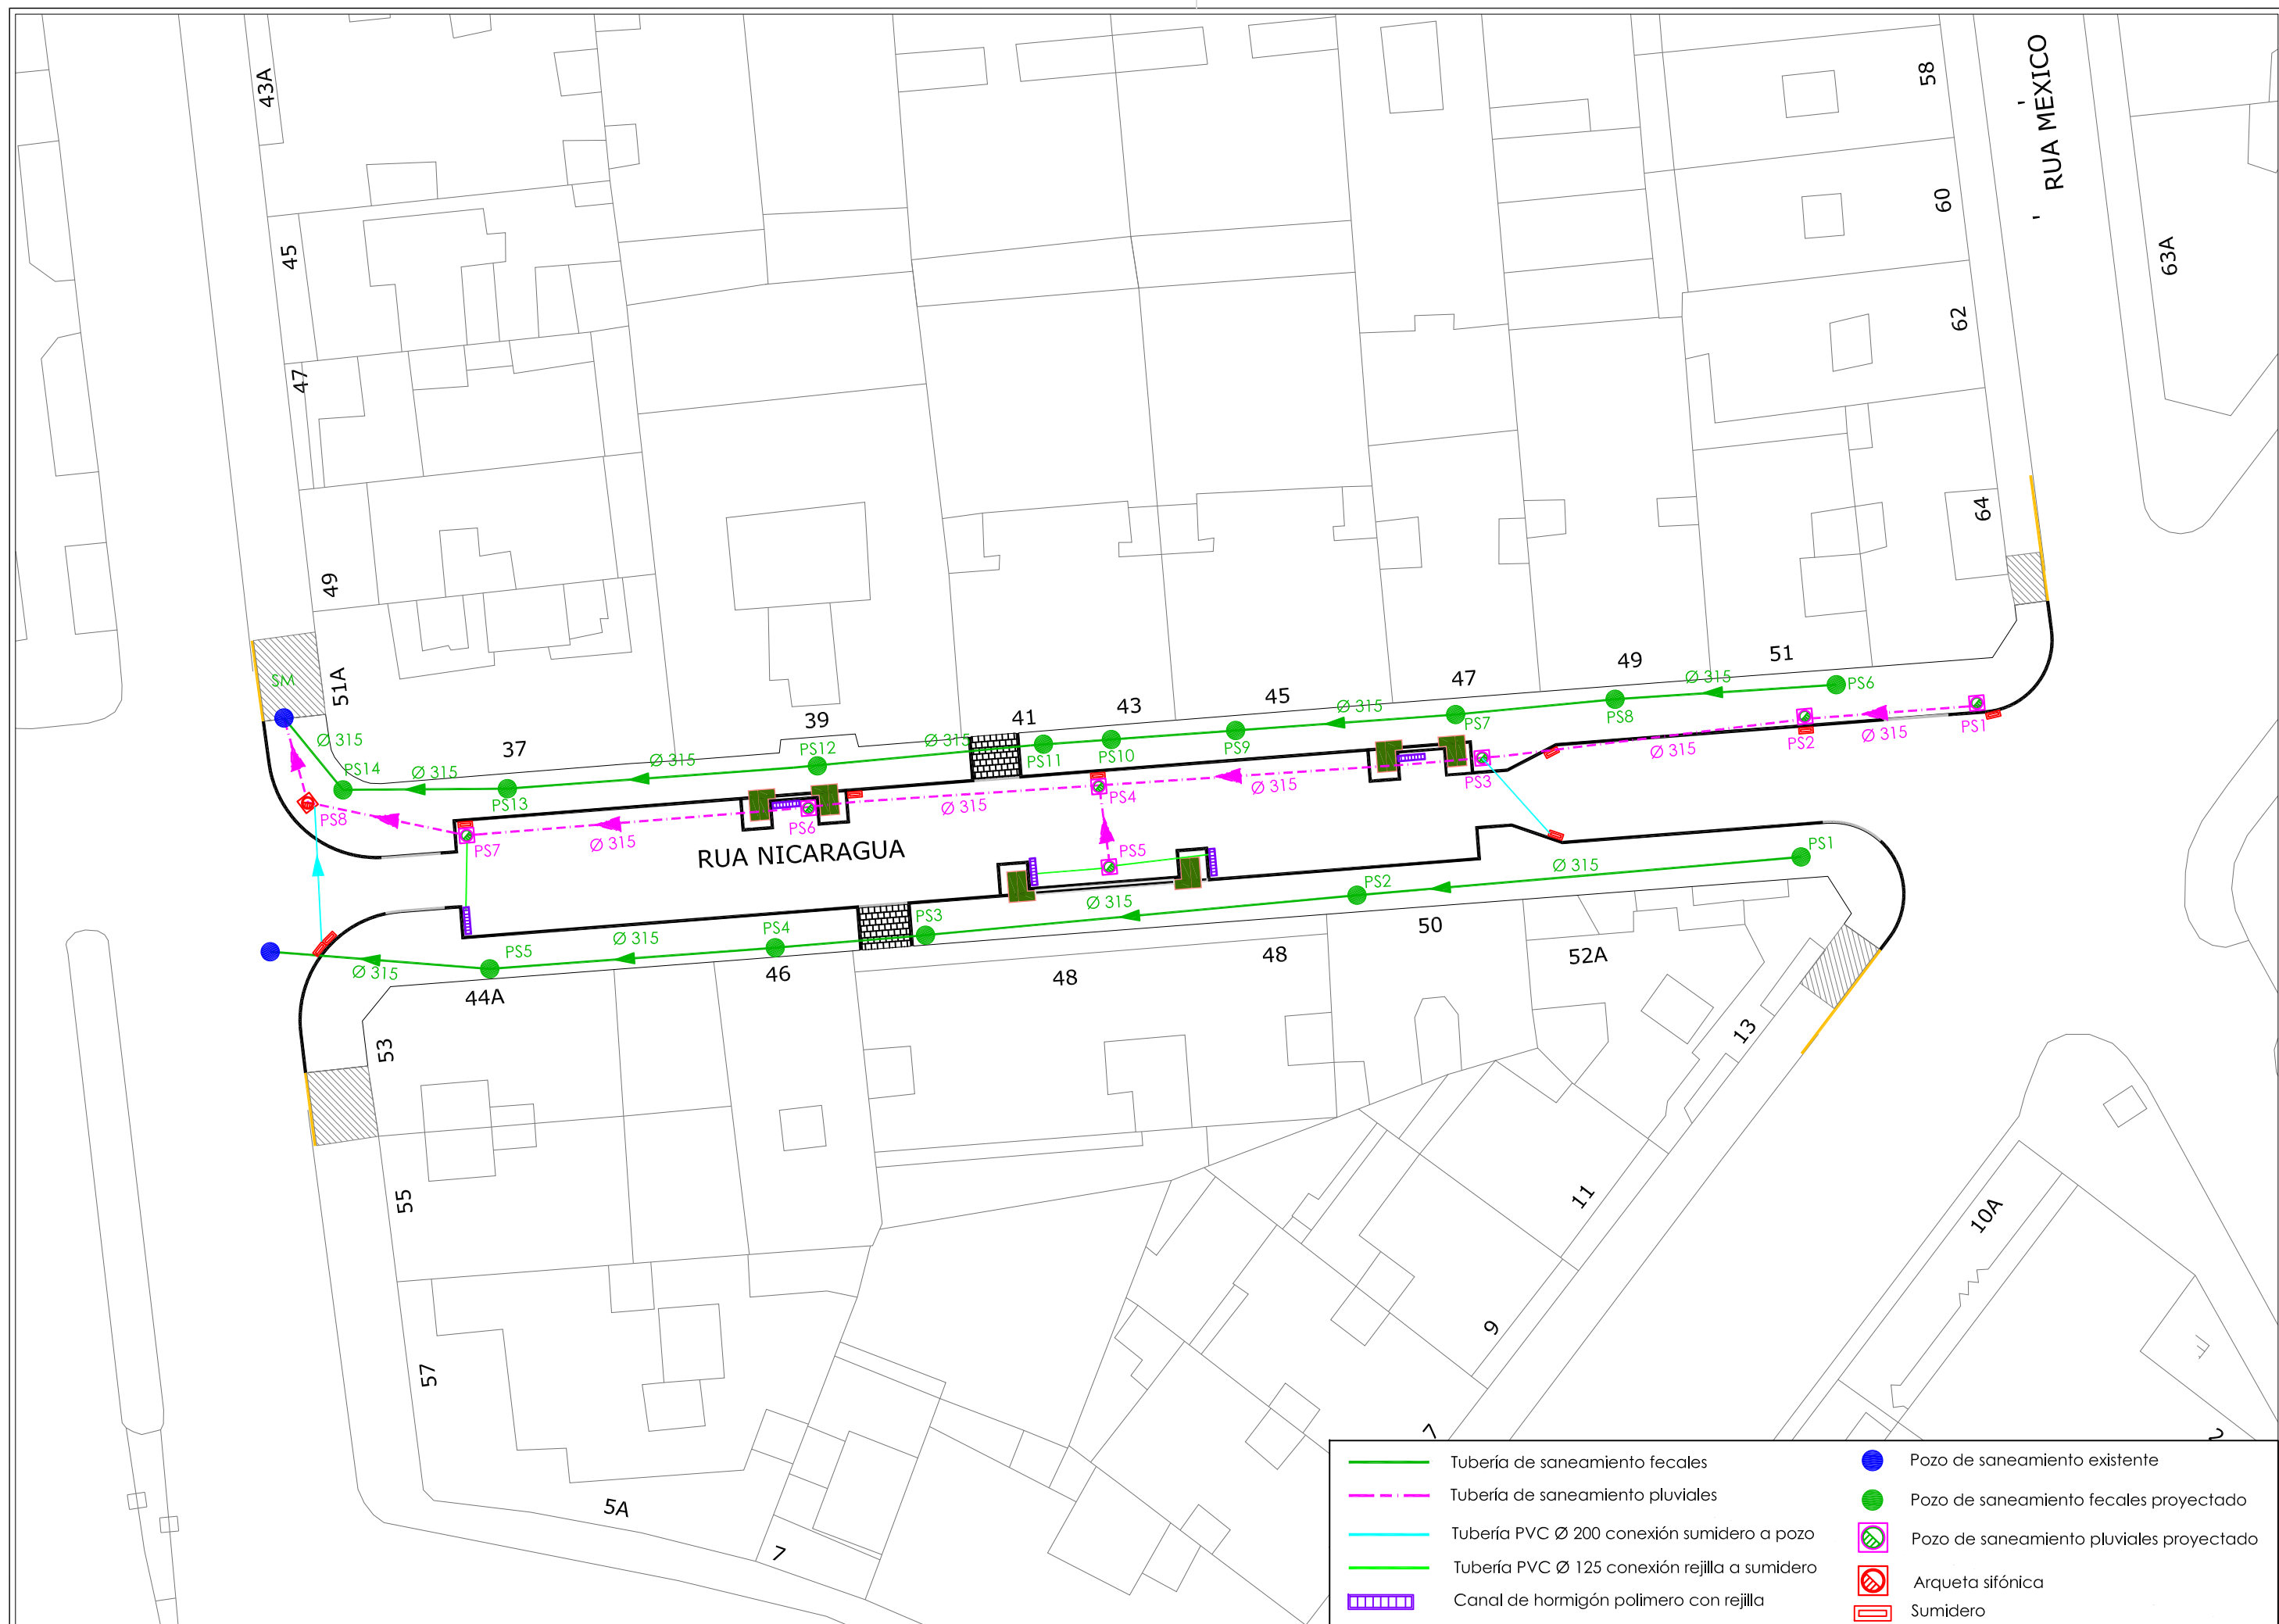 43A
58
RUA MÉXICO
60
63A
45
62
47
64
49
51A
SM
51
49
47
45
43
41
39
37
Ø 315
PS6
PS8
Ø 315
PS7
PS9
PS10
PS11
Ø 315
PS12
Ø 315
PS13
Ø 315
PS14
Ø 315
PS1
Ø 315
PS2
Ø 315
PS3
Ø 315
PS4
Ø 315
PS6
Ø 315
PS7
PS8
PS5
RUA NICARAGUA
PS1
Ø 315
PS2
Ø 315
PS3
PS4
Ø 315
PS5
Ø 315
44A
46
48
48
50
52A
53
55
57
5A
7
13
11
9
7
10A
2
Tubería de saneamiento fecales
Tubería de saneamiento pluviales
Tubería PVC Ø 200 conexión sumidero a pozo
Tubería PVC Ø 125 conexión rejilla a sumidero
Canal de hormigón polimero con rejilla
Pozo de saneamiento existente
Pozo de saneamiento fecales proyectado
Pozo de saneamiento pluviales proyectado
Arqueta sifónica
Sumidero